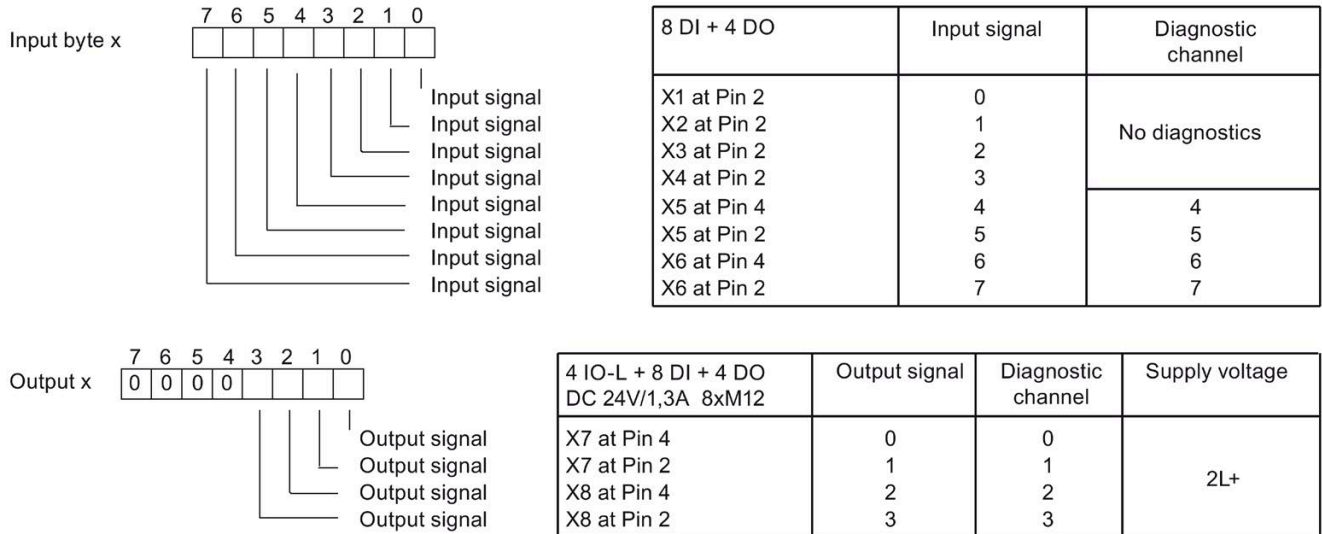 7 6 5 4 3 2 1 0
Input byte x
Input signal
Input signal
Input signal
Input signal
Input signal
Input signal
Input signal
Input signal
8 DI + 4 DO Input signal Diagnostic channel
X1 at Pin 2 0
X2 at Pin 2 1
No diagnostics
X3 at Pin 2 2
X4 at Pin 2 3
X5 at Pin 4 4 4
X5 at Pin 2 5 5
X6 at Pin 4 6 6
X6 at Pin 2 7 7
7 6 5 4 3 2 1 0
Output x 0 0 0 0
Output signal
Output signal
Output signal
Output signal
4 IO-L + 8 DI + 4 DO Output signal Diagnostic Supply voltage
DC 24V/1,3A 8xM12 channel
X7 at Pin 4 0 0
X7 at Pin 2 1 1
2L+
X8 at Pin 4 2 2
X8 at Pin 2 3 3